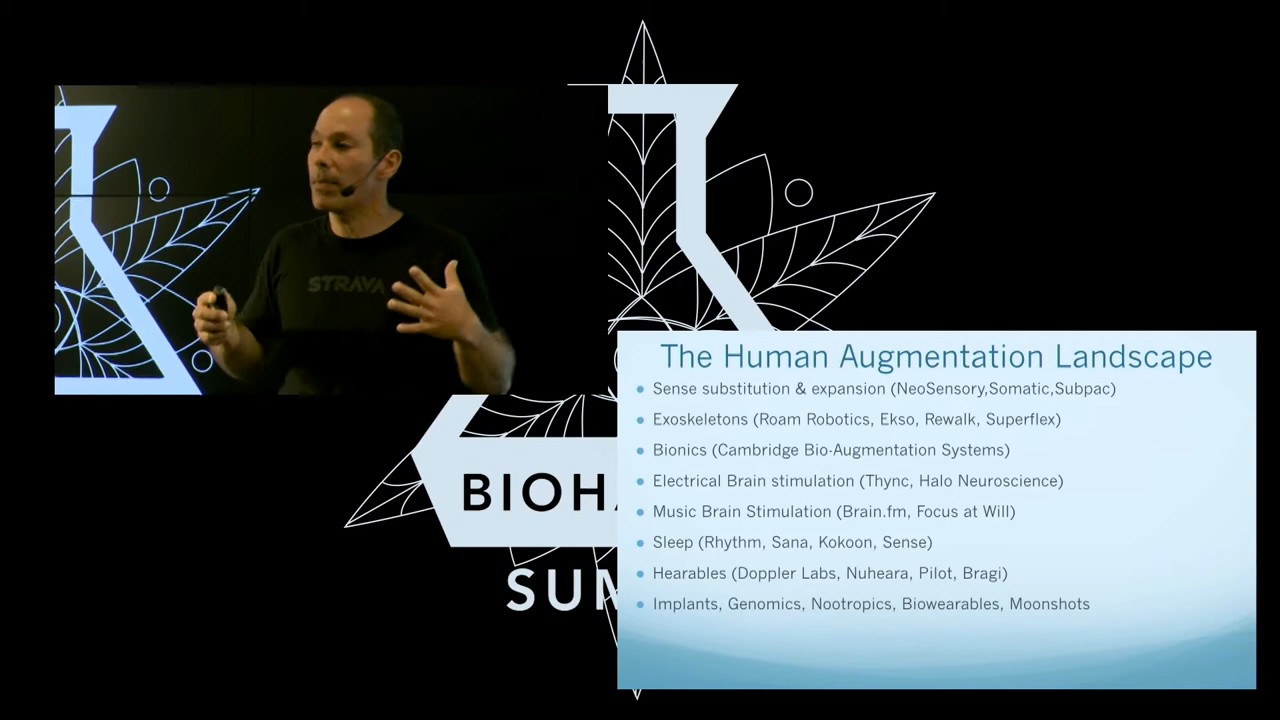 STRAVA
The Human Augmentation Landscape
Sense substitution & expansion (NeoSensory,Somatic,Subpac)
Exoskeletons (Roam Robotics, Ekso, Rewalk, Superflex)
Bionics (Cambridge Bio-Augmentation Systems)
Electrical Brain stimulation (Thync, Halo Neuroscience)
Music Brain Stimulation (Brain.fm, Focus at Will)
Sleep (Rhythm, Sana, Kokoon, Sense)
Hearables (Doppler Labs, Nuheara, Pilot, Bragi)
Implants, Genomics, Nootropics, Biowearables, Moonshots
BIOHA
SUM